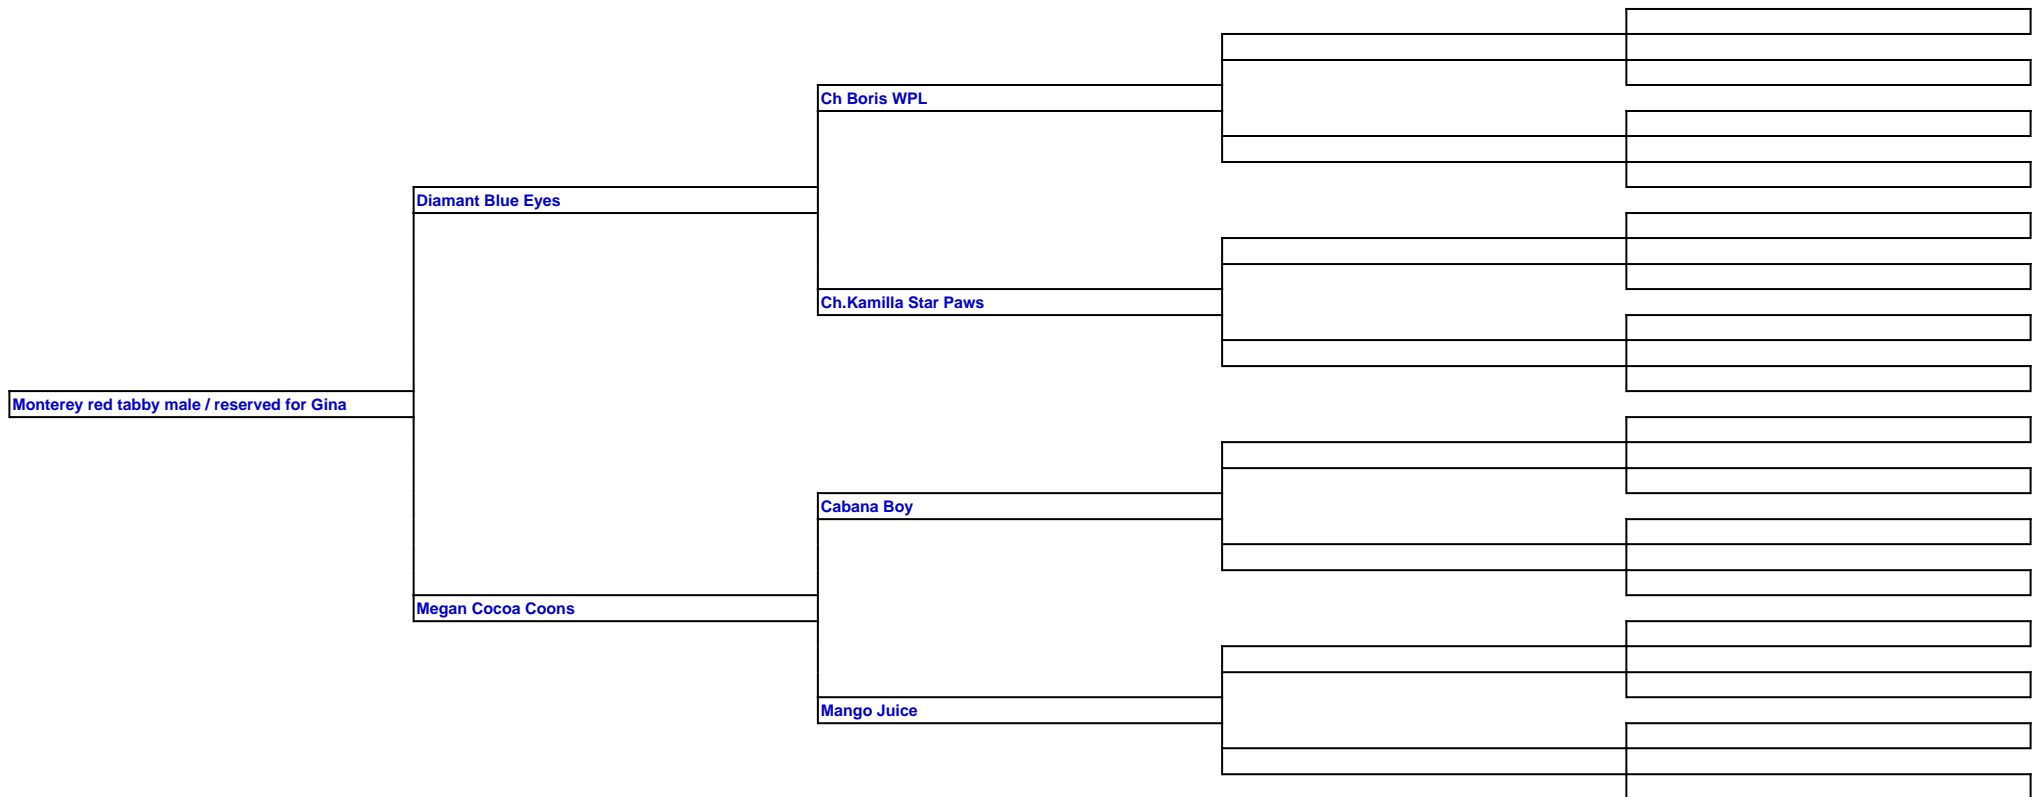 Ch Boris WPL
Diamant Blue Eyes
Ch.Kamilla Star Paws
Monterey red tabby male / reserved for Gina
Cabana Boy
Megan Cocoa Coons
Mango Juice